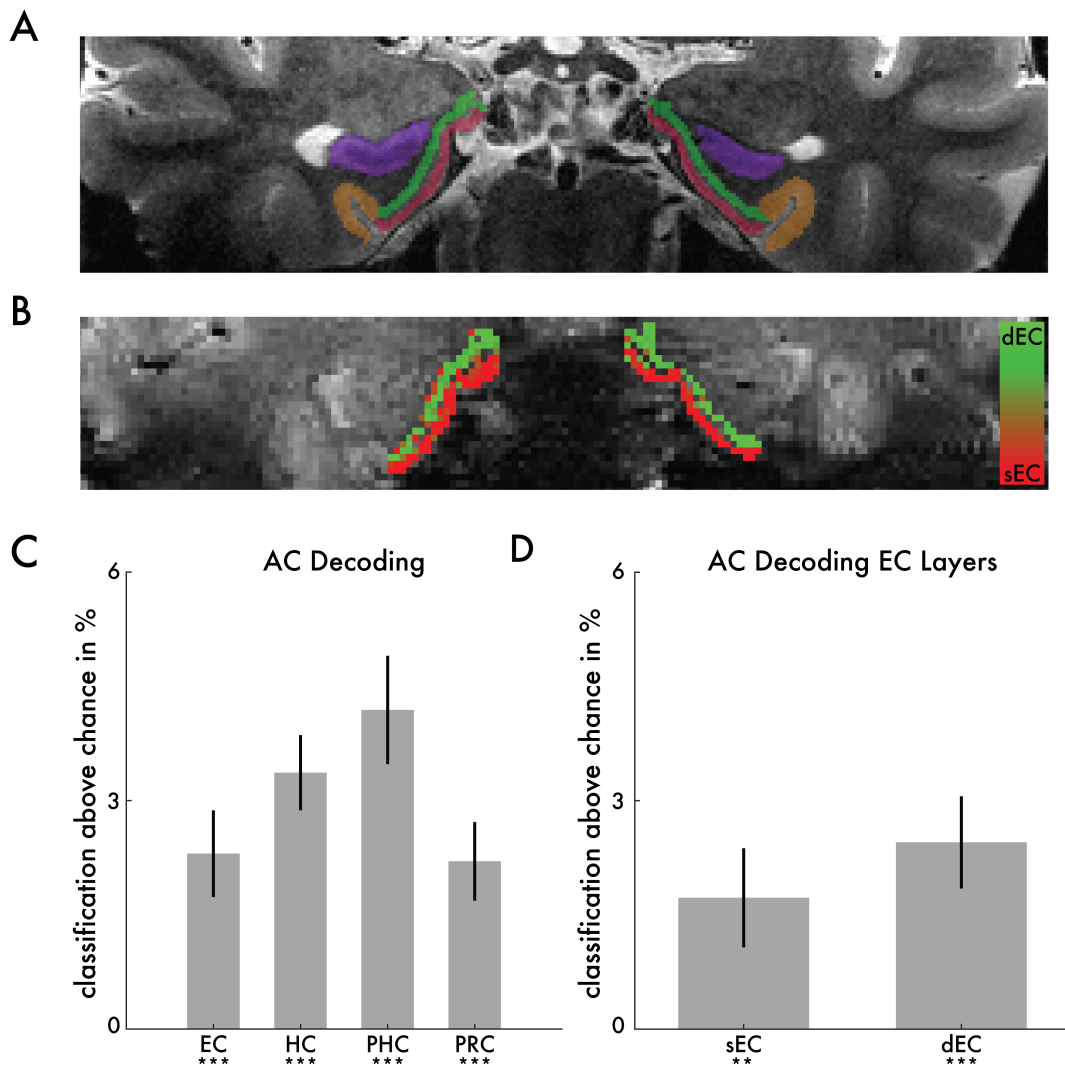 A
B
dEC
sEC
C
AC Decoding
classification above chance in %
6
3
0
EC
HC
PHC
PRC
***
***
***
***
D
AC Decoding EC Layers
classification above chance in %
6
3
0
sEC
dEC
**
***